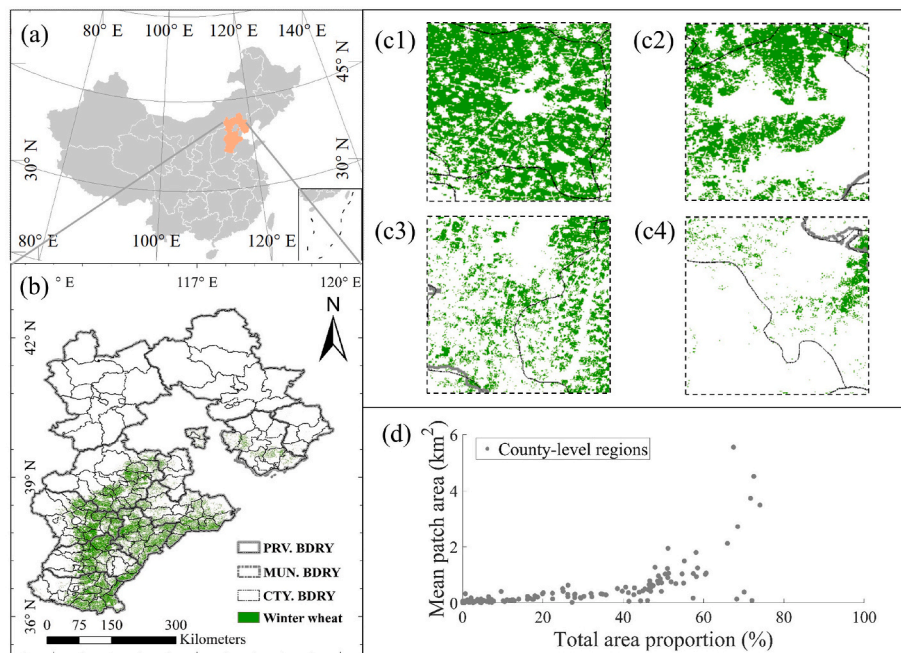 (a)
80° E 100° E 120° E 140° E
45° N
30° N
30° N
80° E 100° E 120° E
(b)
° E 117° E 120° E
N
42° N
39° N
36° N
PRV. BDRY
MUN. BDRY
CTY. BDRY
Winter wheat
0 75 150 300
Kilometers
(c1)
(c2)
(c3)
(c4)
(d)
Mean patch area (km²)
6
4
2
0
County-level regions
0 20 40 60 80 100
Total area proportion (%)